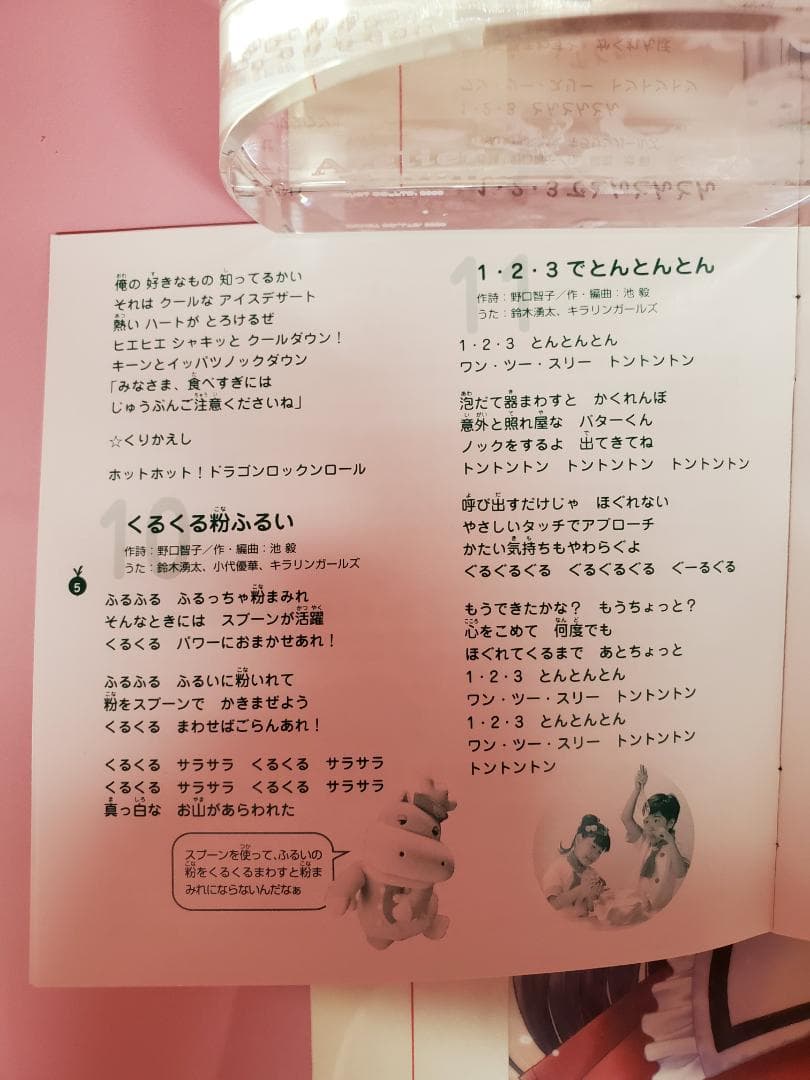 俺の 好きなもの 知ってるかい
それは クールな アイスデザート
熱い ハートが とろけるぜ
ヒエヒエ シャキッと クールダウン！
キーンとイッパツノックダウン
「みなさま、食べすぎには
じゅうぶんご注意くださいね」
☆くりかえし
ホットホット！ドラゴンロックンロール
10
くるくる粉ふるい
作詩：野口智子／作・編曲：池 毅
うた：鈴木湧太、小代優華、キラリンガールズ
ふるふる　ふるっちゃ粉まみれ
そんなときには　スプーンが活躍
くるくる　パワーにおまかせあれ！
ふるふる　ふるいに粉いれて
粉をスプーンで　かきまぜよう
くるくる　まわせばごらんあれ！
くるくる　サラサラ　くるくる　サラサラ
くるくる　サラサラ　くるくる　サラサラ
真っ白な　お山があらわれた
スプーンを使って、ふるいの
粉をくるくるまわすと粉ま
みれにならないんだなぁ
5
11
1・2・3でとんとんとん
作詩：野口智子／作・編曲：池 毅
うた：鈴木湧太、キラリンガールズ
1・2・3　とんとんとん
ワン・ツー・スリー　トントントン
泡だて器まわすと　かくれんぼ
意外と照れ屋な　バターくん
ノックをするよ　出てきてね
トントントン　トントントン　トントントン
呼び出すだけじゃ　ほぐれない
やさしいタッチでアプローチ
かたい気持ちもやわらぐよ
ぐるぐるぐる　ぐるぐるぐる　ぐーるぐる
もうできたかな？　もうちょっと？
心をこめて　何度でも
ほぐれてくるまで　あとちょっと
1・2・3　とんとんとん
ワン・ツー・スリー　トントントン
1・2・3　とんとんとん
ワン・ツー・スリー　トントントン
トントントン